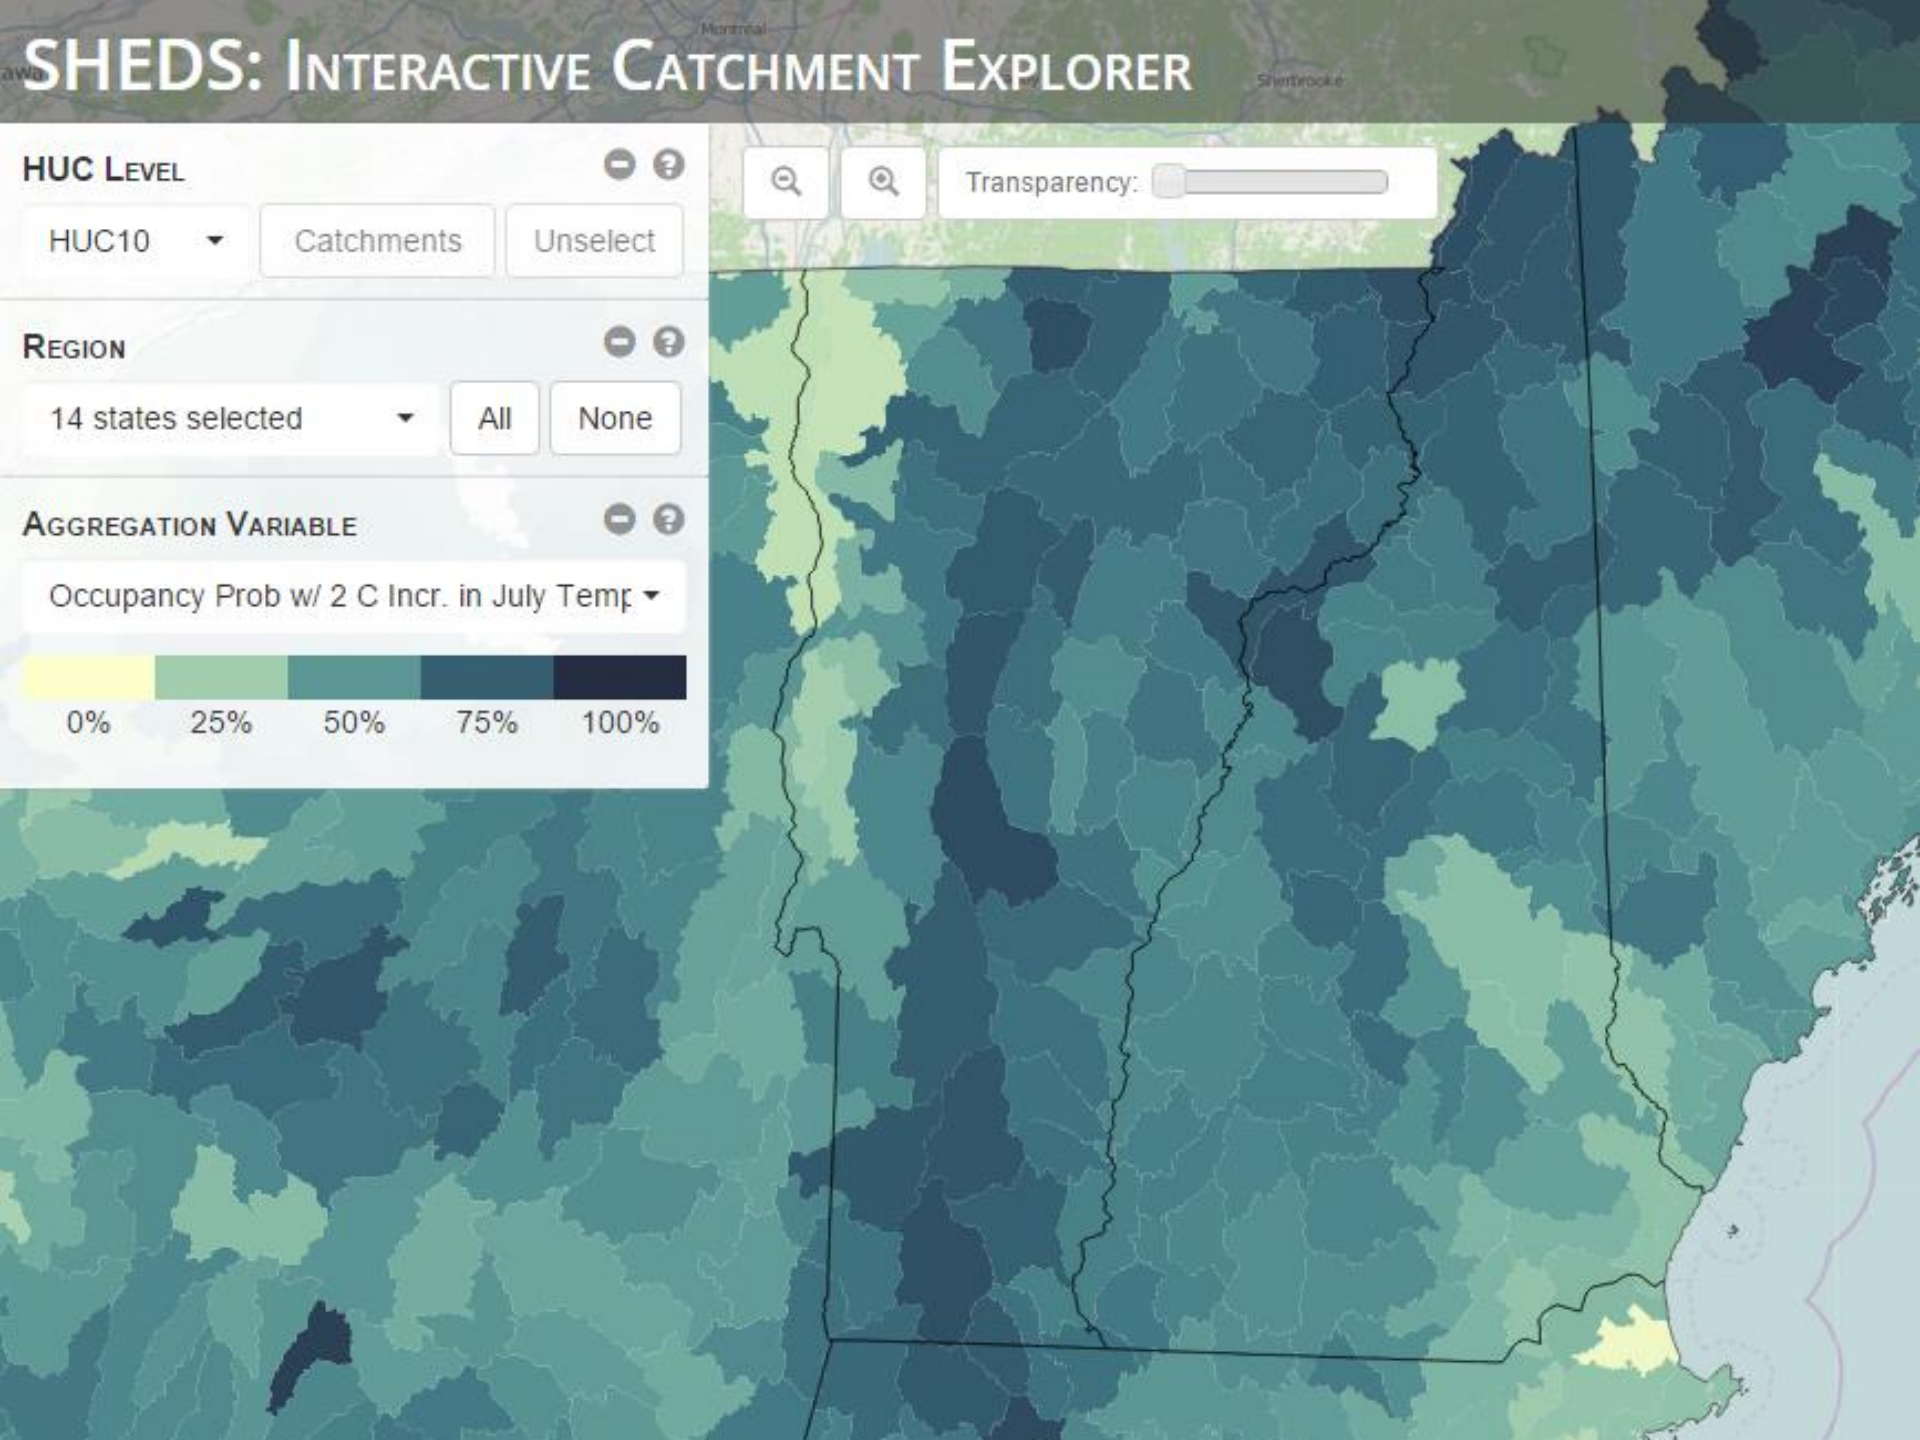 Montréal
SHEDS: Interactive Catchment Explorer
Sherbrooke
HUC Level
HUC10
Catchments
Unselect
Transparency:
Region
14 states selected
All
None
Aggregation Variable
Occupancy Prob w/ 2 C Incr. in July Temp
0% 25% 50% 75% 100%